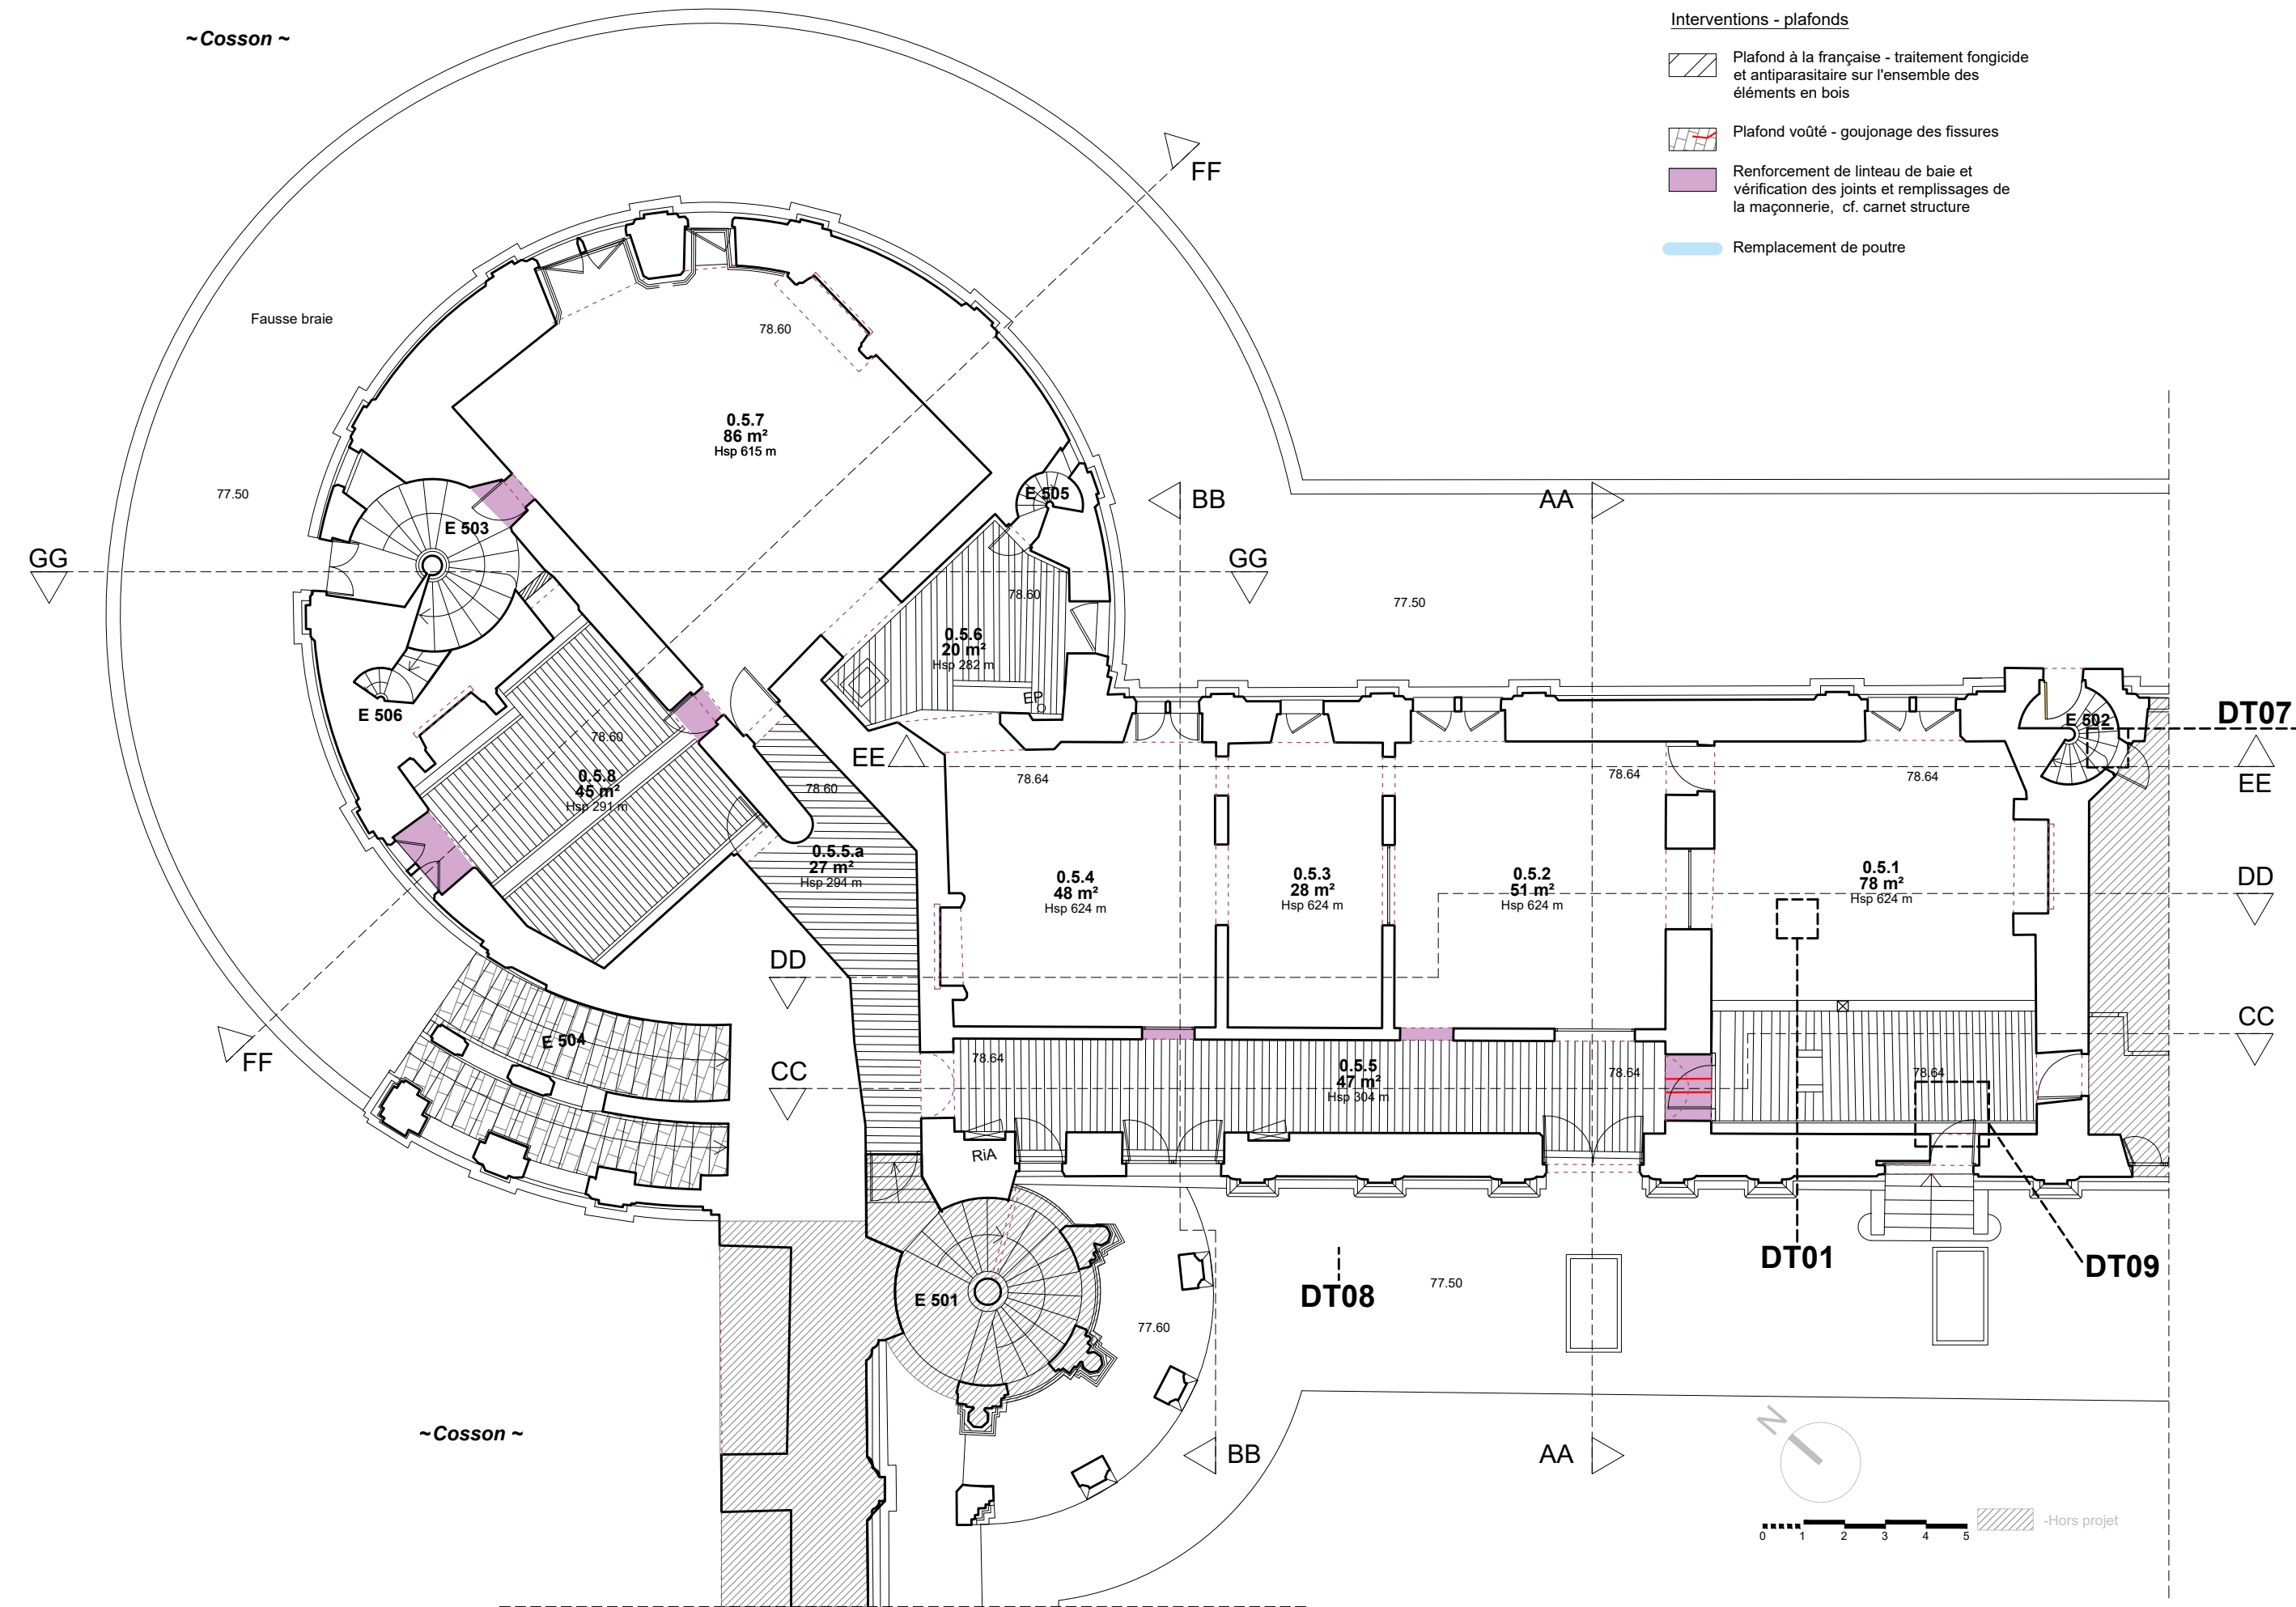 ~Cosson ~
Interventions - plafonds
Plafond à la française - traitement fongicide
et antiparasitaire sur l'ensemble des
éléments en bois
Plafond voûté - goujonage des fissures
Renforcement de linteau de baie et
vérification des joints et remplissages de
la maçonnerie, cf. carnet structure
Remplacement de poutre
FF
Fausse braie
78.60
0.5.7
86 m²
Hsp 615 m
77.50
E 503
E 505
BB
AA
GG
GG
77.50
78.60
0.5.6
20 m²
Hsp 282 m
EP
E 506
78.60
0.5.8
45 m²
Hsp 291 m
E 502
DT07
EE
EE
78.64
78.64
78.64
78.60
0.5.5.a
27 m²
Hsp 294 m
0.5.4
48 m²
Hsp 624 m
0.5.3
28 m²
Hsp 624 m
0.5.2
51 m²
Hsp 624 m
0.5.1
78 m²
Hsp 624 m
DD
DD
CC
E 504
FF
CC
78.64
0.5.5
47 m²
Hsp 304 m
78.64
78.64
RiA
E 501
77.60
DT08
77.50
DT01
DT09
~Cosson ~
BB
AA
N
0 1 2 3 4 5
-Hors projet